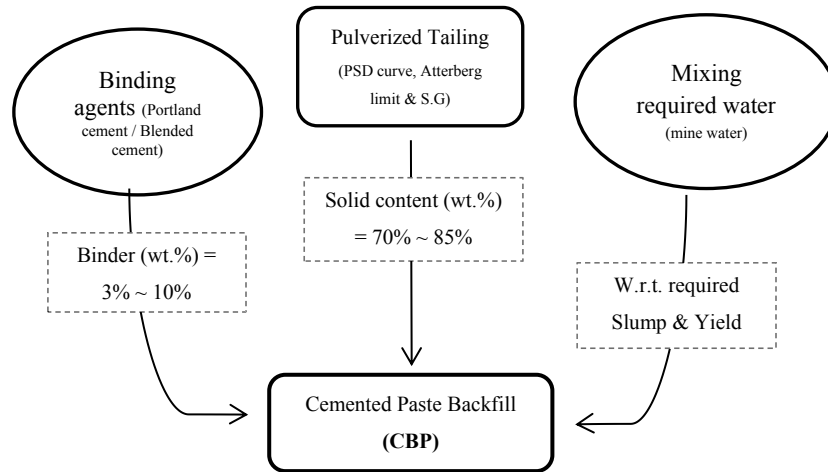 Binding
agents (Portland
cement / Blended
cement)
Pulverized Tailing
(PSD curve, Atterberg
limit & S.G)
Mixing
required water
(mine water)
Binder (wt.%) =
3% ~ 10%
Solid content (wt.%)
= 70% ~ 85%
W.r.t. required
Slump & Yield
Cemented Paste Backfill
(CBP)